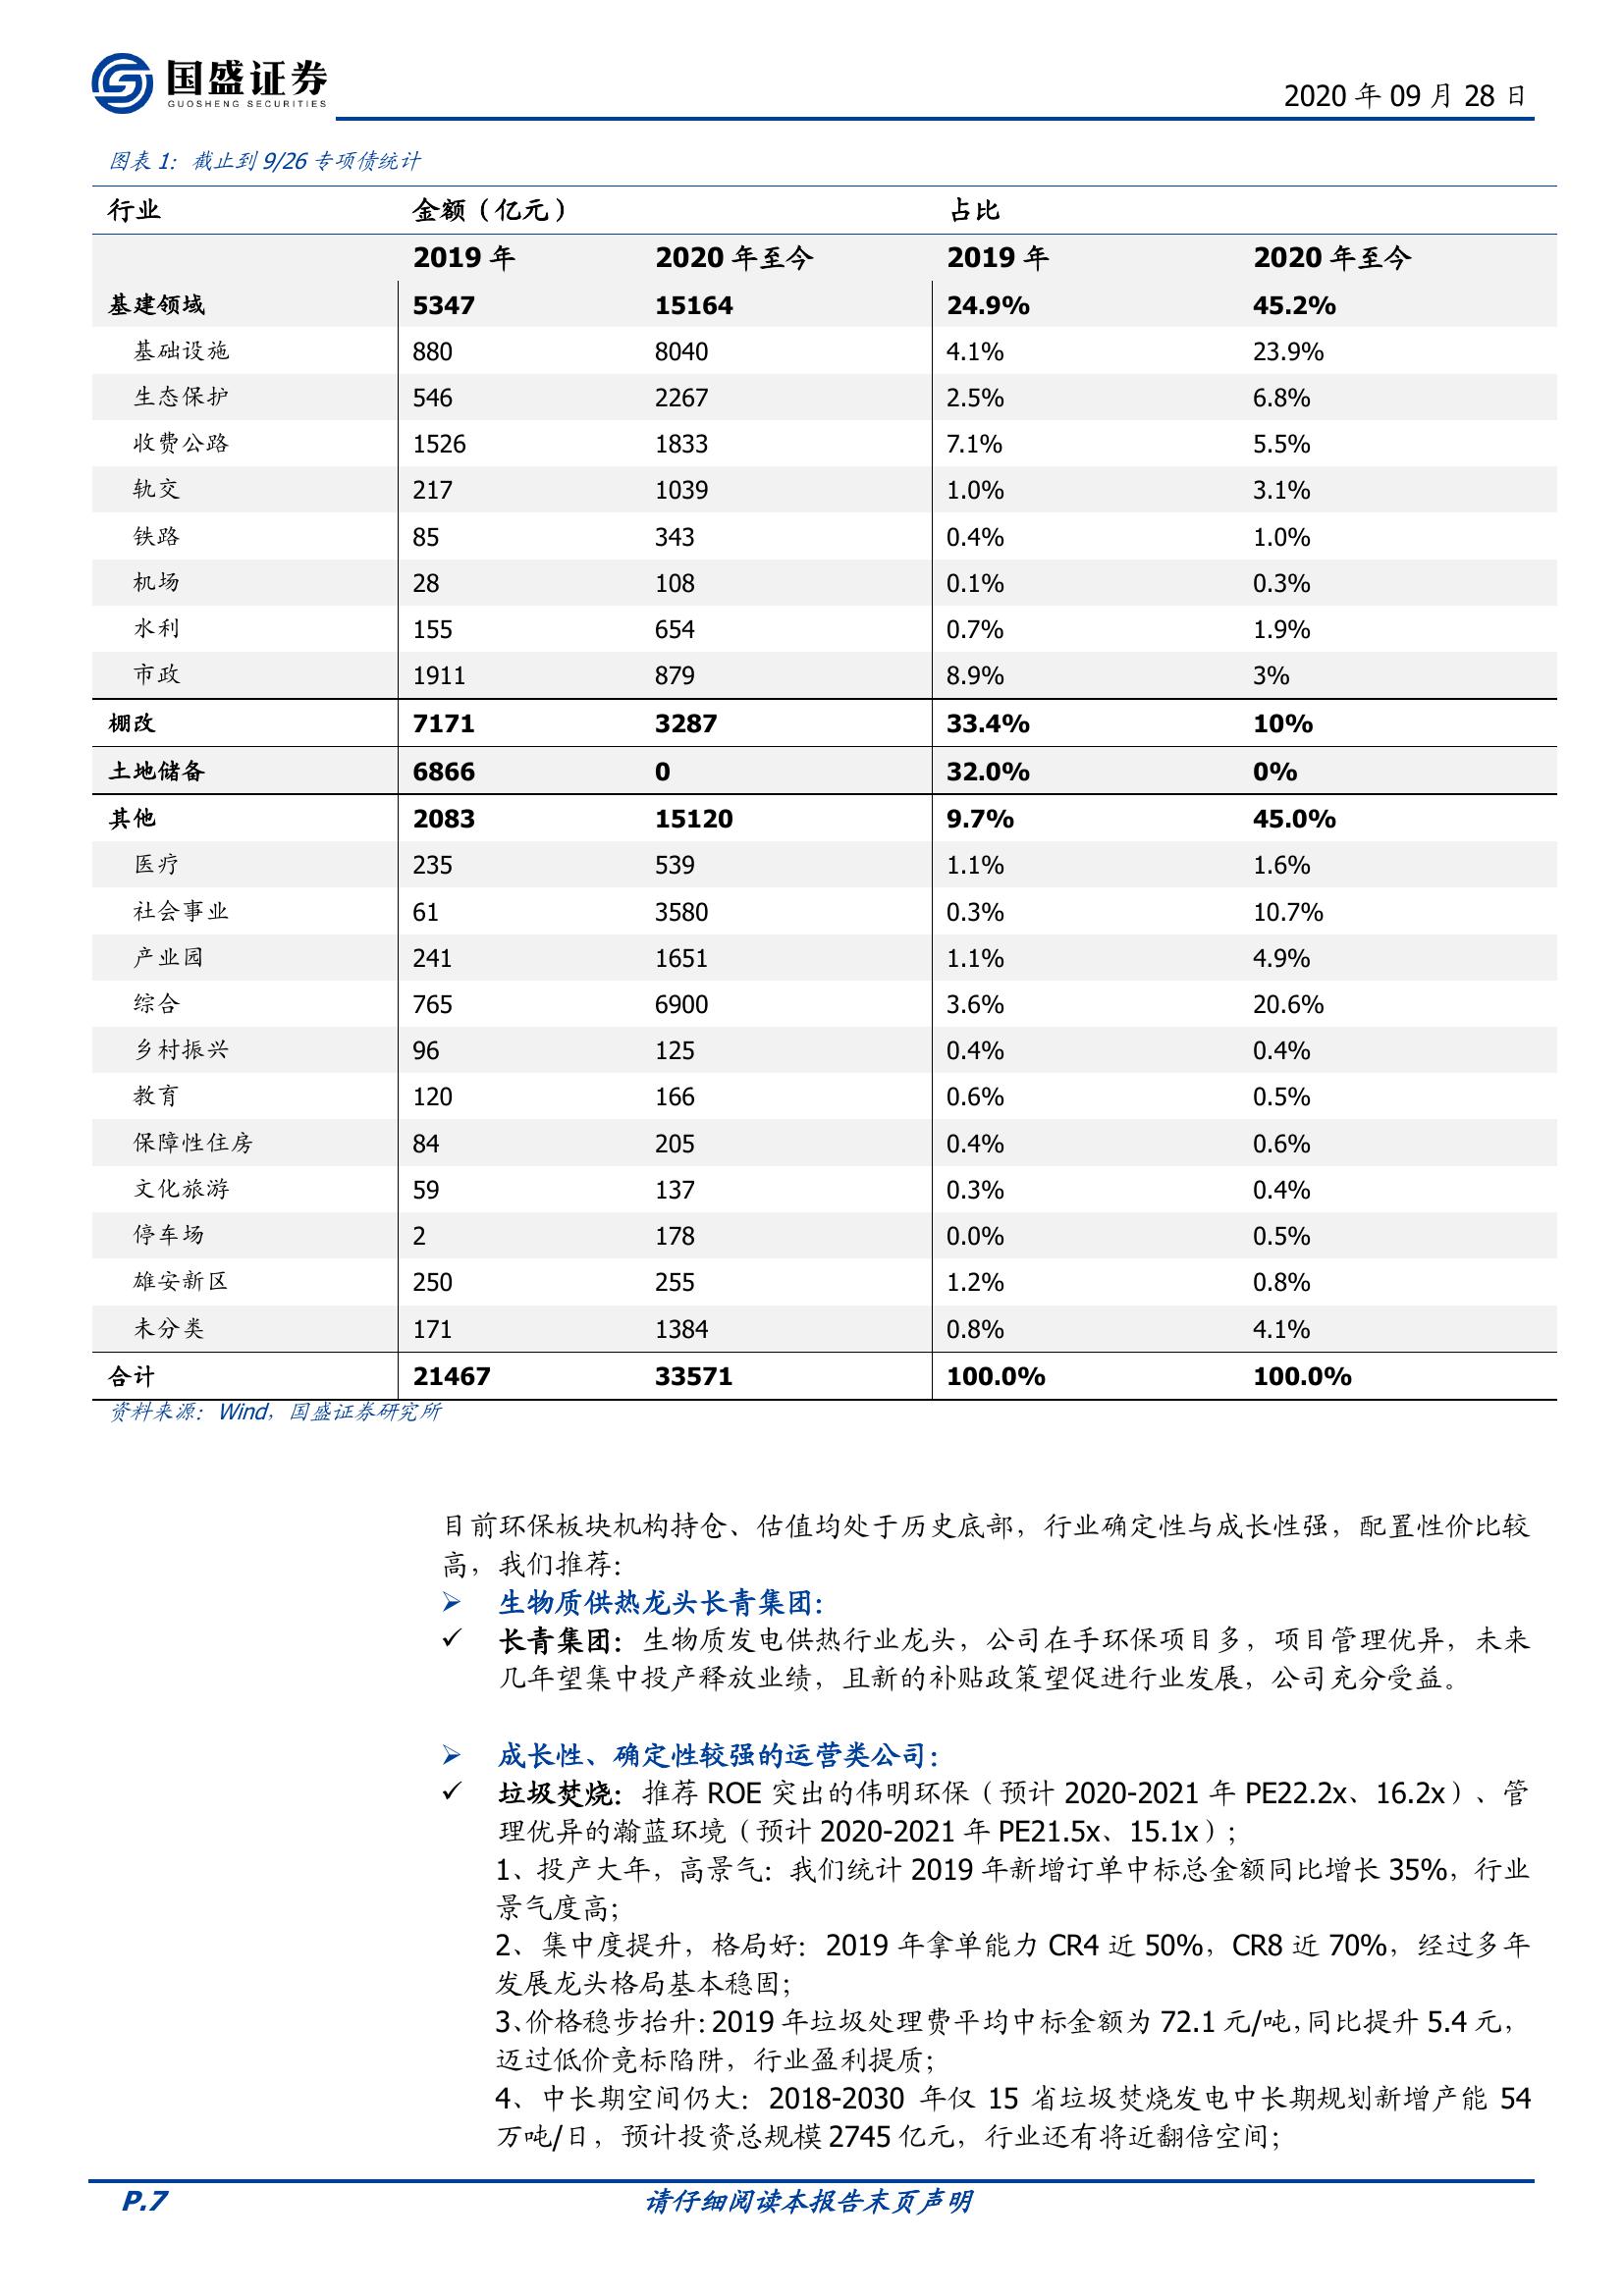 国盛证券
GUOSHENG SECURITIES
2020 年 09 月 28 日
图表 1：截止到 9/26 专项债统计
行业 金额（亿元） 占比
2019 年 2020 年至今 2019 年 2020 年至今
基建领域 5347 15164 24.9% 45.2%
基础设施 880 8040 4.1% 23.9%
生态保护 546 2267 2.5% 6.8%
收费公路 1526 1833 7.1% 5.5%
轨交 217 1039 1.0% 3.1%
铁路 85 343 0.4% 1.0%
机场 28 108 0.1% 0.3%
水利 155 654 0.7% 1.9%
市政 1911 879 8.9% 3%
棚改 7171 3287 33.4% 10%
土地储备 6866 0 32.0% 0%
其他 2083 15120 9.7% 45.0%
医疗 235 539 1.1% 1.6%
社会事业 61 3580 0.3% 10.7%
产业园 241 1651 1.1% 4.9%
综合 765 6900 3.6% 20.6%
乡村振兴 96 125 0.4% 0.4%
教育 120 166 0.6% 0.5%
保障性住房 84 205 0.4% 0.6%
文化旅游 59 137 0.3% 0.4%
停车场 2 178 0.0% 0.5%
雄安新区 250 255 1.2% 0.8%
未分类 171 1384 0.8% 4.1%
合计 21467 33571 100.0% 100.0%
资料来源：Wind，国盛证券研究所
目前环保板块机构持仓、估值均处于历史底部，行业确定性与成长性强，配置性价比较
高，我们推荐：
➢ 生物质供热龙头长青集团：
✓ 长青集团：生物质发电供热行业龙头，公司在手环保项目多，项目管理优异，未来
几年望集中投产释放业绩，且新的补贴政策望促进行业发展，公司充分受益。
➢ 成长性、确定性较强的运营类公司：
✓ 垃圾焚烧：推荐 ROE 突出的伟明环保（预计 2020-2021 年 PE22.2x、16.2x）、管
理优异的瀚蓝环境（预计 2020-2021 年 PE21.5x、15.1x）；
1、投产大年，高景气：我们统计 2019 年新增订单中标总金额同比增长 35%，行业
景气度高；
2、集中度提升，格局好：2019 年拿单能力 CR4 近 50%，CR8 近 70%，经过多年
发展龙头格局基本稳固；
3、价格稳步抬升：2019 年垃圾处理费平均中标金额为 72.1 元/吨，同比提升 5.4 元，
迈过低价竞标陷阱，行业盈利提质；
4、中长期空间仍大：2018-2030 年仅 15 省垃圾焚烧发电中长期规划新增产能 54
万吨/日，预计投资总规模 2745 亿元，行业还有将近翻倍空间；
P.7 请仔细阅读本报告末页声明